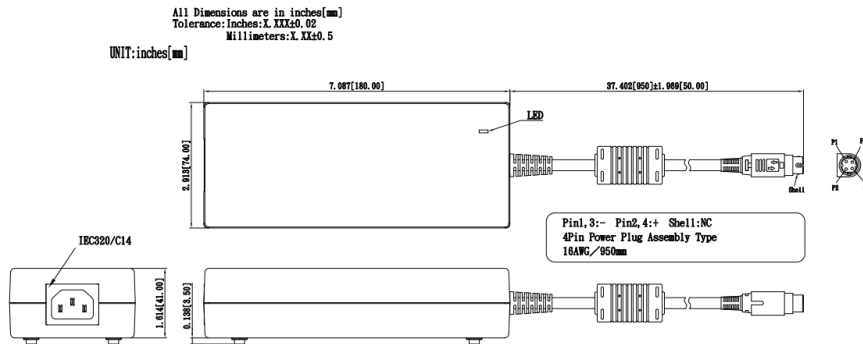 All Dimensions are in inches[mm]
Tolerance:Inches:X.XXX±0.02
Millimeters:X.XX±0.5
UNIT:inches[mm]
7.087[180.00]
37.402[950]±1.969[50.00]
LED
2.913[74.00]
P1
P2
Shell
Pin1,3:- Pin2,4:+ Shell:NC
4Pin Power Plug Assembly Type
16AWG/950mm
IEC320/C14
1.614[41.00]
0.138[3.50]